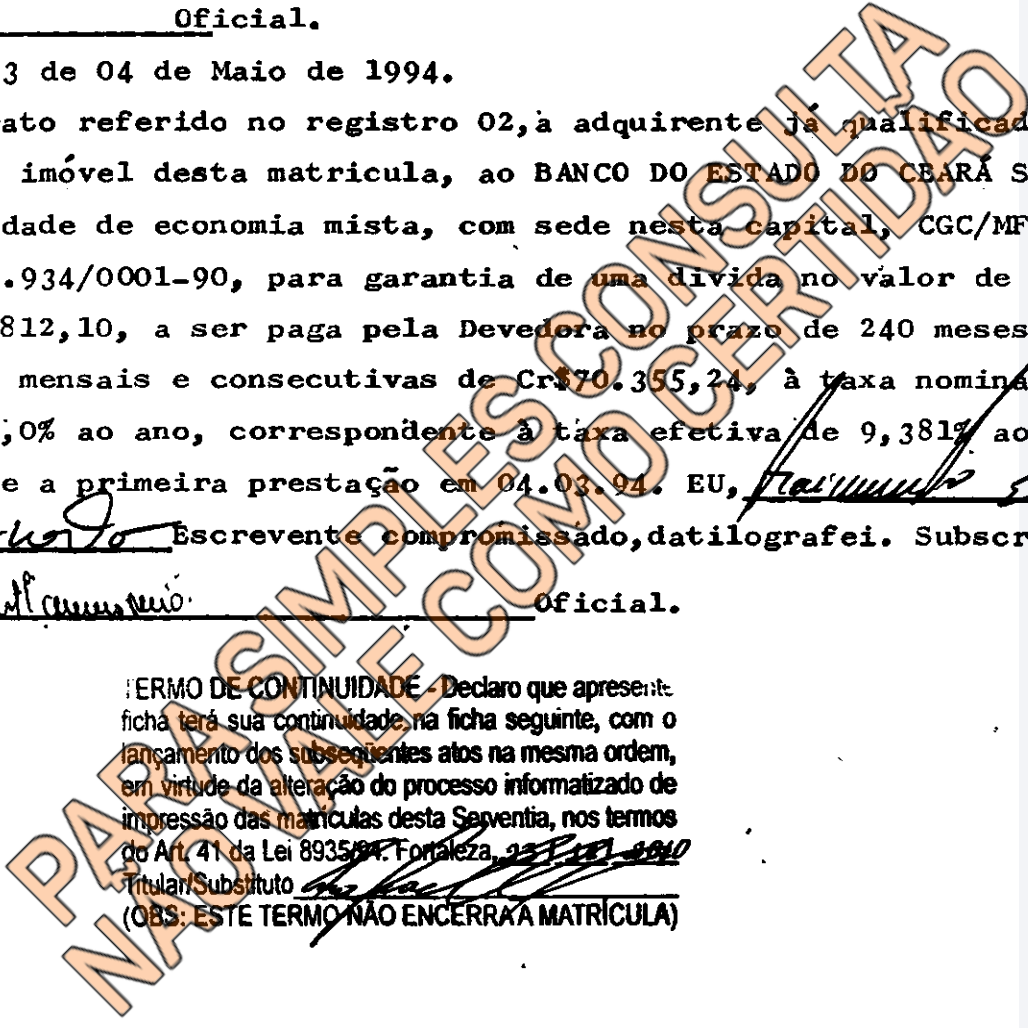 Oficial.
3 de 04 de Maio de 1994.
ato referido no registro 02,a adquirente já qualificad
imóvel desta matricula, ao BANCO DO ESTADO DO CEARÁ S
dade de economia mista, com sede nesta capital, CGC/MF
.934/0001-90, para garantia de uma divida no valor de
812,10, a ser paga pela Devedora no prazo de 240 meses
mensais e consecutivas de Cr$70.355,24, à taxa nomina
,0% ao ano, correspondente à taxa efetiva de 9,381% ao
e a primeira prestação em 04.03.94. EU, Raimundo
Escrevente compromissado,datilografei. Subscr
Oficial.
TERMO DE CONTINUIDADE - Declaro que apresente
ficha terá sua continuidade na ficha seguinte, com o
lançamento dos subseqüentes atos na mesma ordem,
em virtude da alteração do processo informatizado de
impressão das matrículas desta Serventia, nos termos
do Art. 41 da Lei 8935/94. Fortaleza,
Titular/Substituto
(OBS: ESTE TERMO NÃO ENCERRA A MATRÍCULA)
PARA SIMPLES CONSULTA
NÃO VALE COMO CERTIDÃO